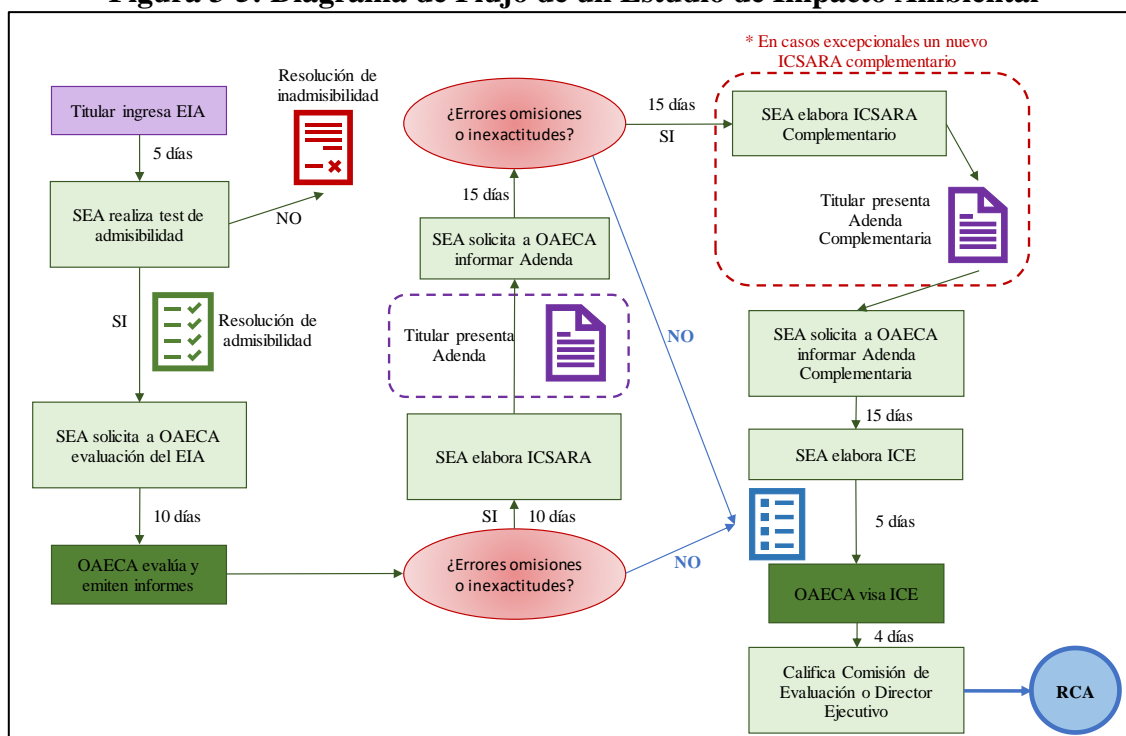 Figura 5-3: Diagrama de Flujo de un Estudio de Impacto Ambiental
Titular ingresa EIA
5 días
SEA realiza test de
admisibilidad
NO
Resolución de
inadmisibilidad
SI
Resolución de
admisibilidad
SEA solicita a OAECA
evaluación del EIA
10 días
OAECA evalúa y
emiten informes
¿Errores omisiones
o inexactitudes?
SI
10 días
NO
SEA elabora ICSARA
Titular presenta
Adenda
SEA solicita a OAECA
informar Adenda
15 días
¿Errores omisiones
o inexactitudes?
NO
15 días
SI
* En casos excepcionales un nuevo
ICSARA complementario
SEA elabora ICSARA
Complementario
Titular presenta
Adenda
Complementaria
SEA solicita a OAECA
informar Adenda
Complementaria
15 días
SEA elabora ICE
5 días
OAECA visa ICE
4 días
Califica Comisión de
Evaluación o Director
Ejecutivo
RCA